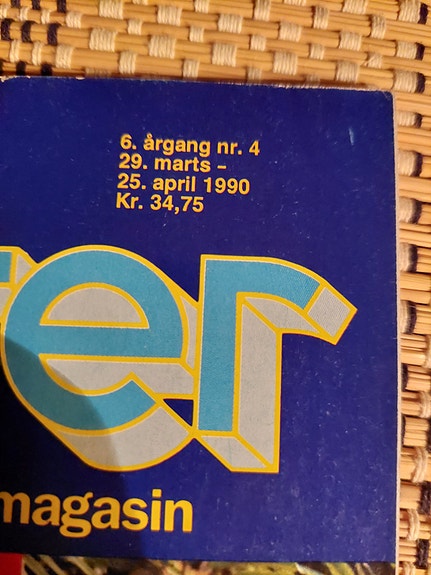 6. årgang nr. 4
29. marts –
25. april 1990
Kr. 34,75
er
magasin